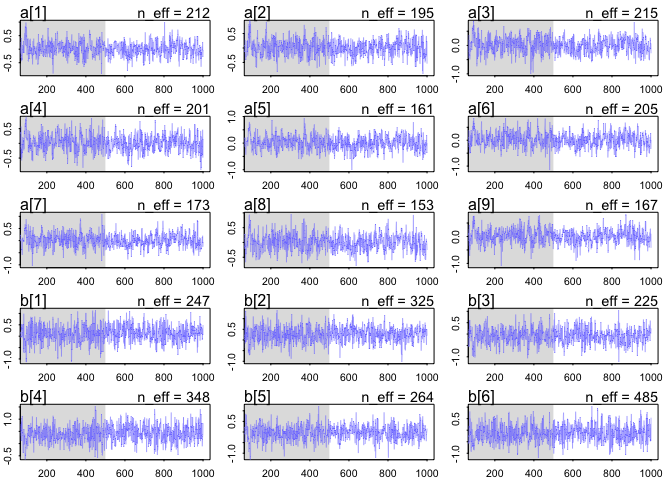 a[1] n_eff = 212 a[2] n_eff = 195 a[3] n_eff = 215
0.5 -0.5 0.5 -0.5 0.0 -1.0
200 400 600 800 1000 200 400 600 800 1000 200 400 600 800 1000
a[4] n_eff = 201 a[5] n_eff = 161 a[6] n_eff = 205
0.5 -0.5 1.0 0.0 -1.0 0.0 -1.0
200 400 600 800 1000 200 400 600 800 1000 200 400 600 800 1000
a[7] n_eff = 173 a[8] n_eff = 153 a[9] n_eff = 167
0.5 -1.0 0.5 -0.5 0.0 -1.0
200 400 600 800 1000 200 400 600 800 1000 200 400 600 800 1000
b[1] n_eff = 247 b[2] n_eff = 325 b[3] n_eff = 225
0.5 -1.0 0.5 -1.0 0.5 -1.0
200 400 600 800 1000 200 400 600 800 1000 200 400 600 800 1000
b[4] n_eff = 348 b[5] n_eff = 264 b[6] n_eff = 485
1.0 -0.5 0.5 -1.0 0.5 -1.0
200 400 600 800 1000 200 400 600 800 1000 200 400 600 800 1000